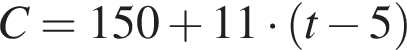 C = 150 + 11 · (t − 5)